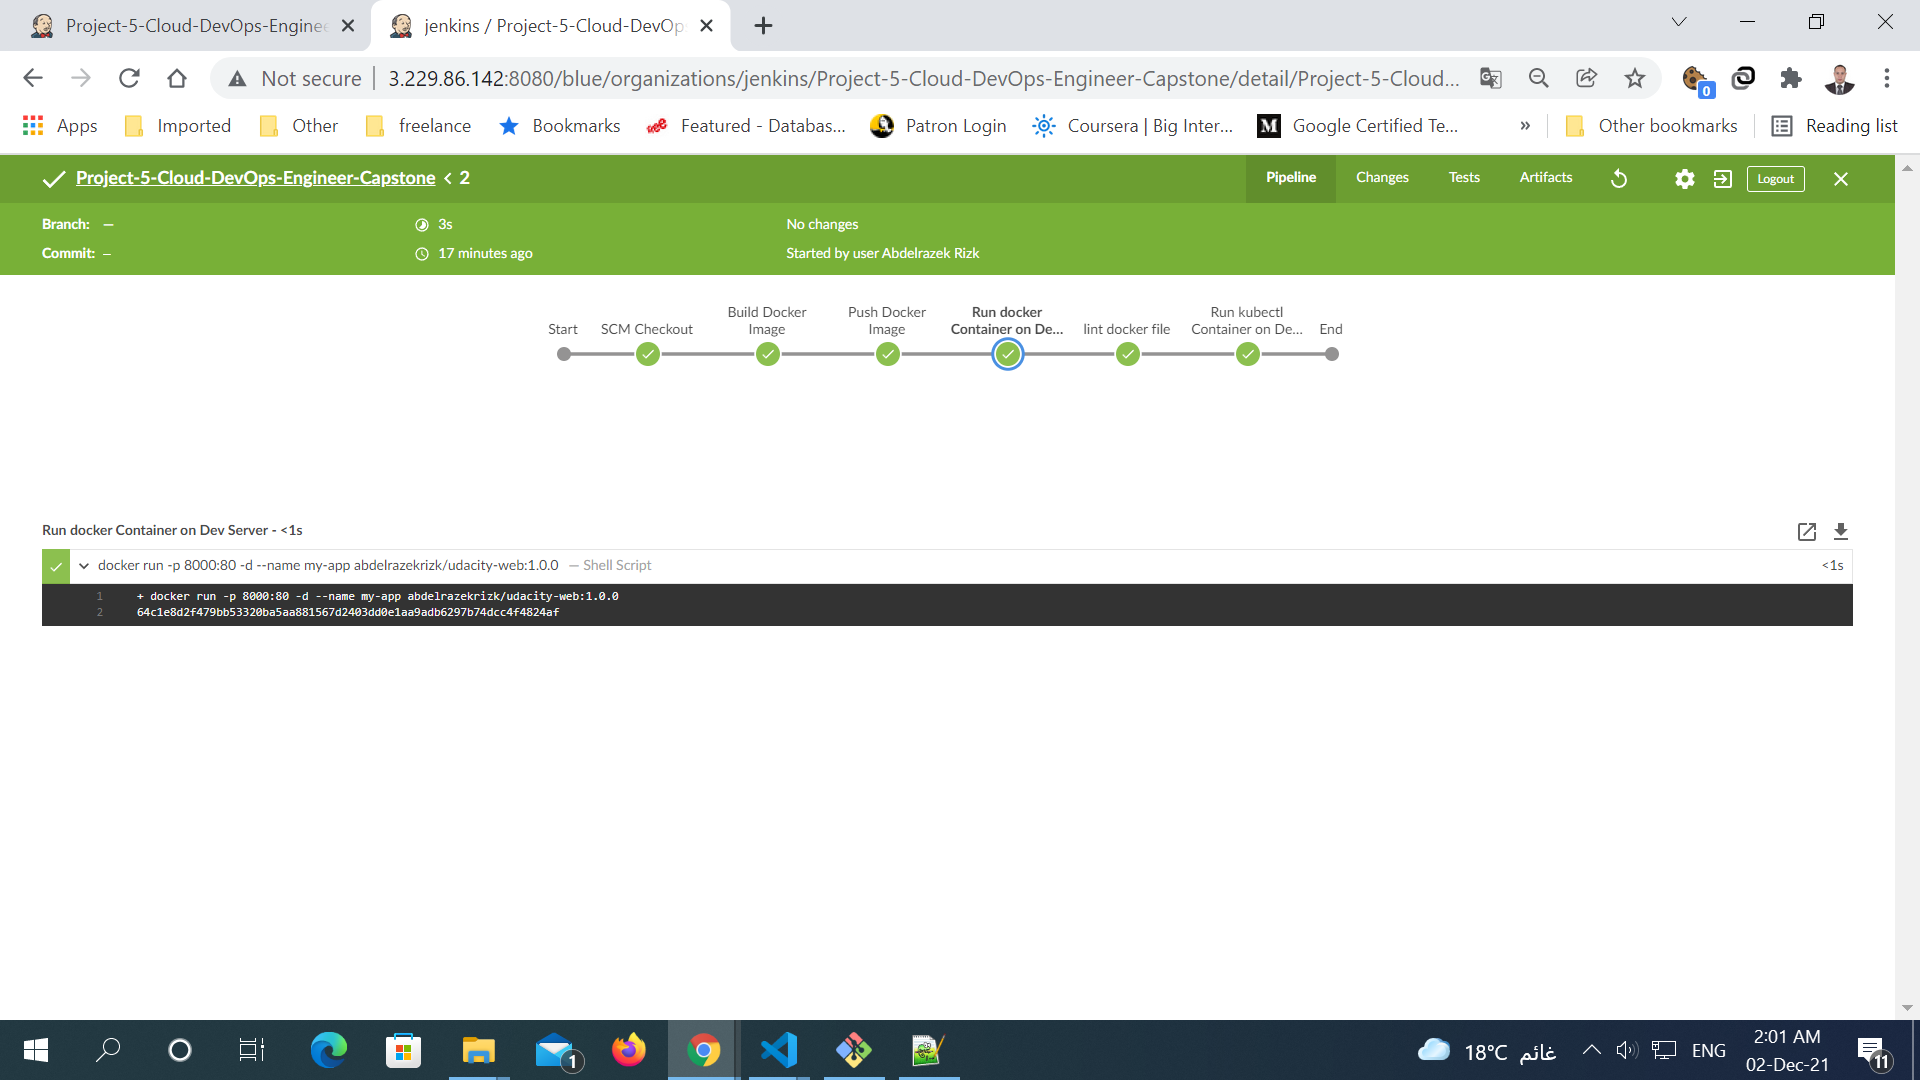 Project-5-Cloud-DevOps-Enginee
jenkins / Project-5-Cloud-DevOp
Not secure
3.229.86.142:8080/blue/organizations/jenkins/Project-5-Cloud-DevOps-Engineer-Capstone/detail/Project-5-Cloud...
0
Apps
Imported
Other
freelance
Bookmarks
Featured - Databas...
Patron Login
Coursera | Big Inter...
M
Google Certified Te...
»
Other bookmarks
Reading list
Project-5-Cloud-DevOps-Engineer-Capstone < 2
Pipeline
Changes
Tests
Artifacts
Logout
Branch: —
3s
No changes
Commit: –
17 minutes ago
Started by user Abdelrazek Rizk
Start
SCM Checkout
Build Docker
Image
Push Docker
Image
Run docker
Container on De...
lint docker file
Run kubectl
Container on De...
End
Run docker Container on Dev Server - <1s
docker run -p 8000:80 -d --name my-app abdelrazekrizk/udacity-web:1.0.0 — Shell Script
<1s
1 + docker run -p 8000:80 -d --name my-app abdelrazekrizk/udacity-web:1.0.0
2 64c1e8d2f479bb53320ba5aa881567d2403dd0e1aa9adb6297b74dcc4f4824af
1
18°C غائم
ENG
2:01 AM
02-Dec-21
11